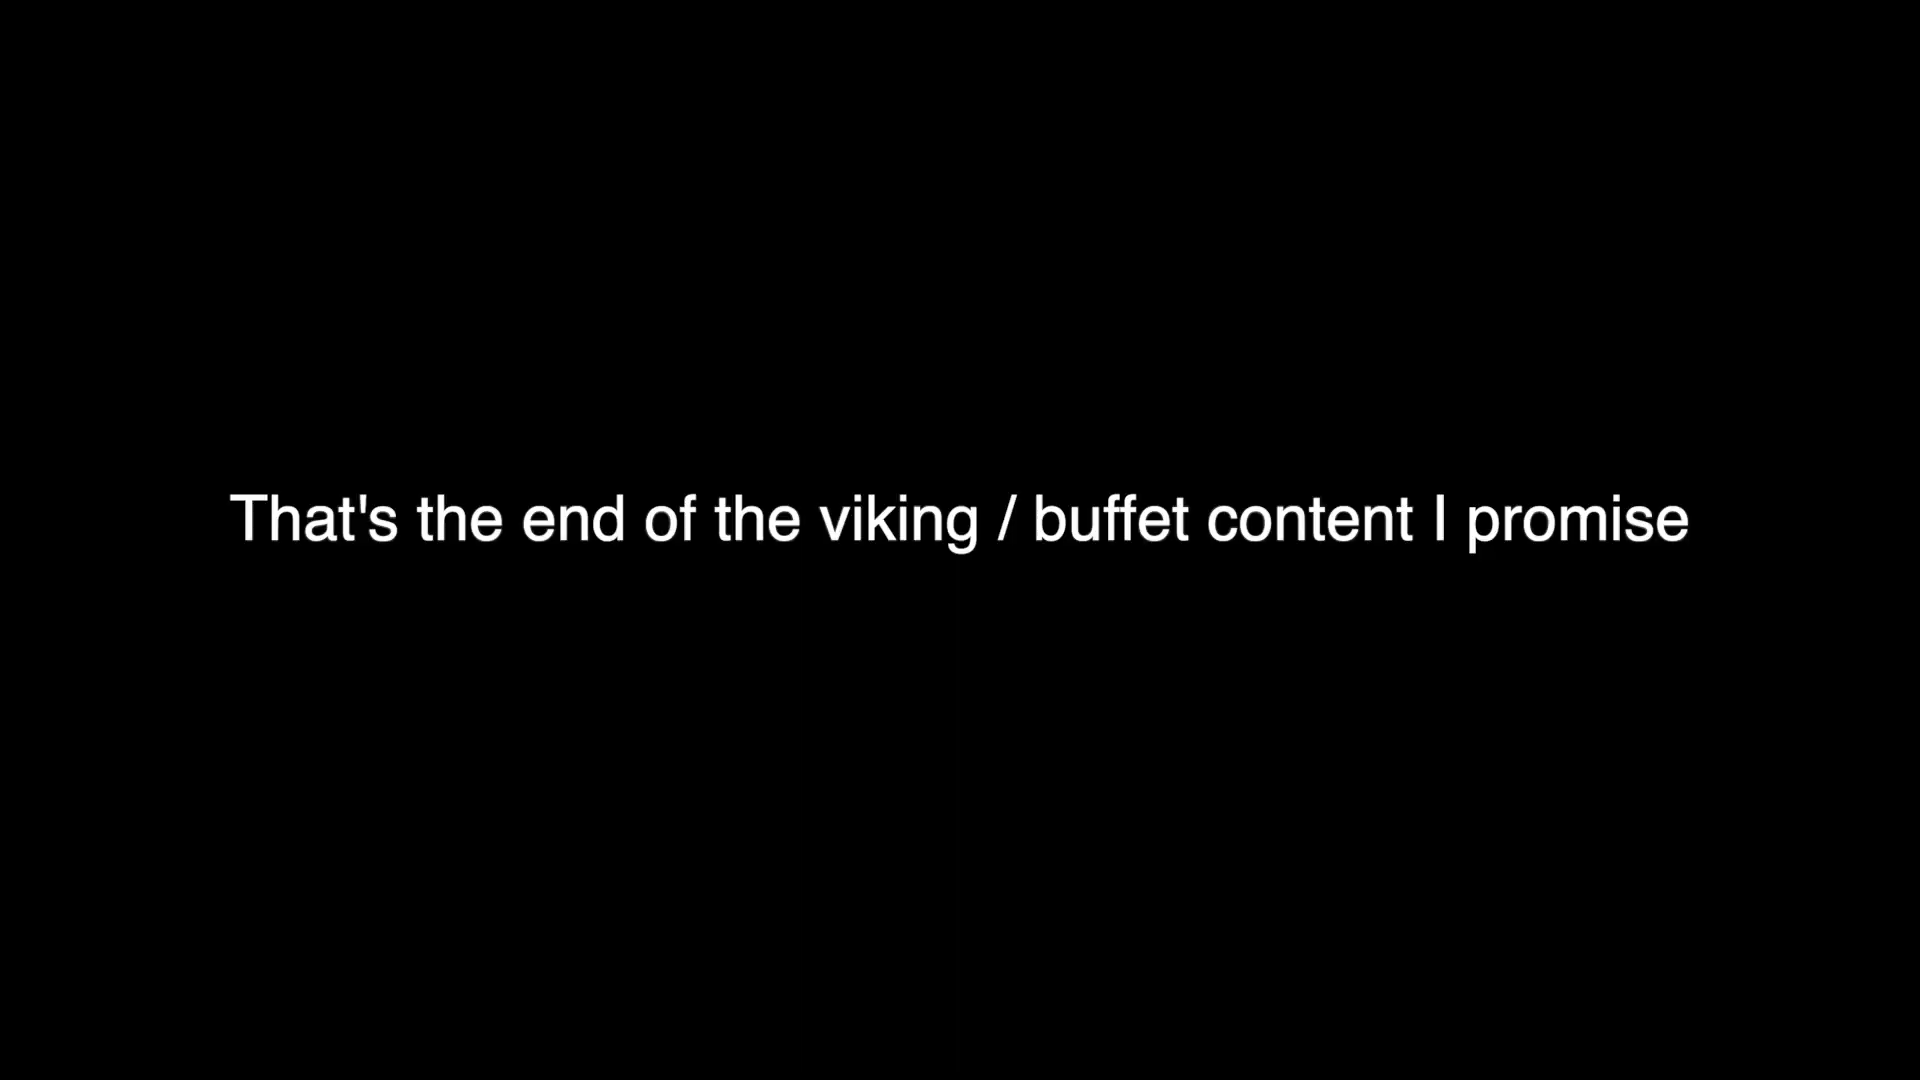 That's the end of the viking / buffet content I promise